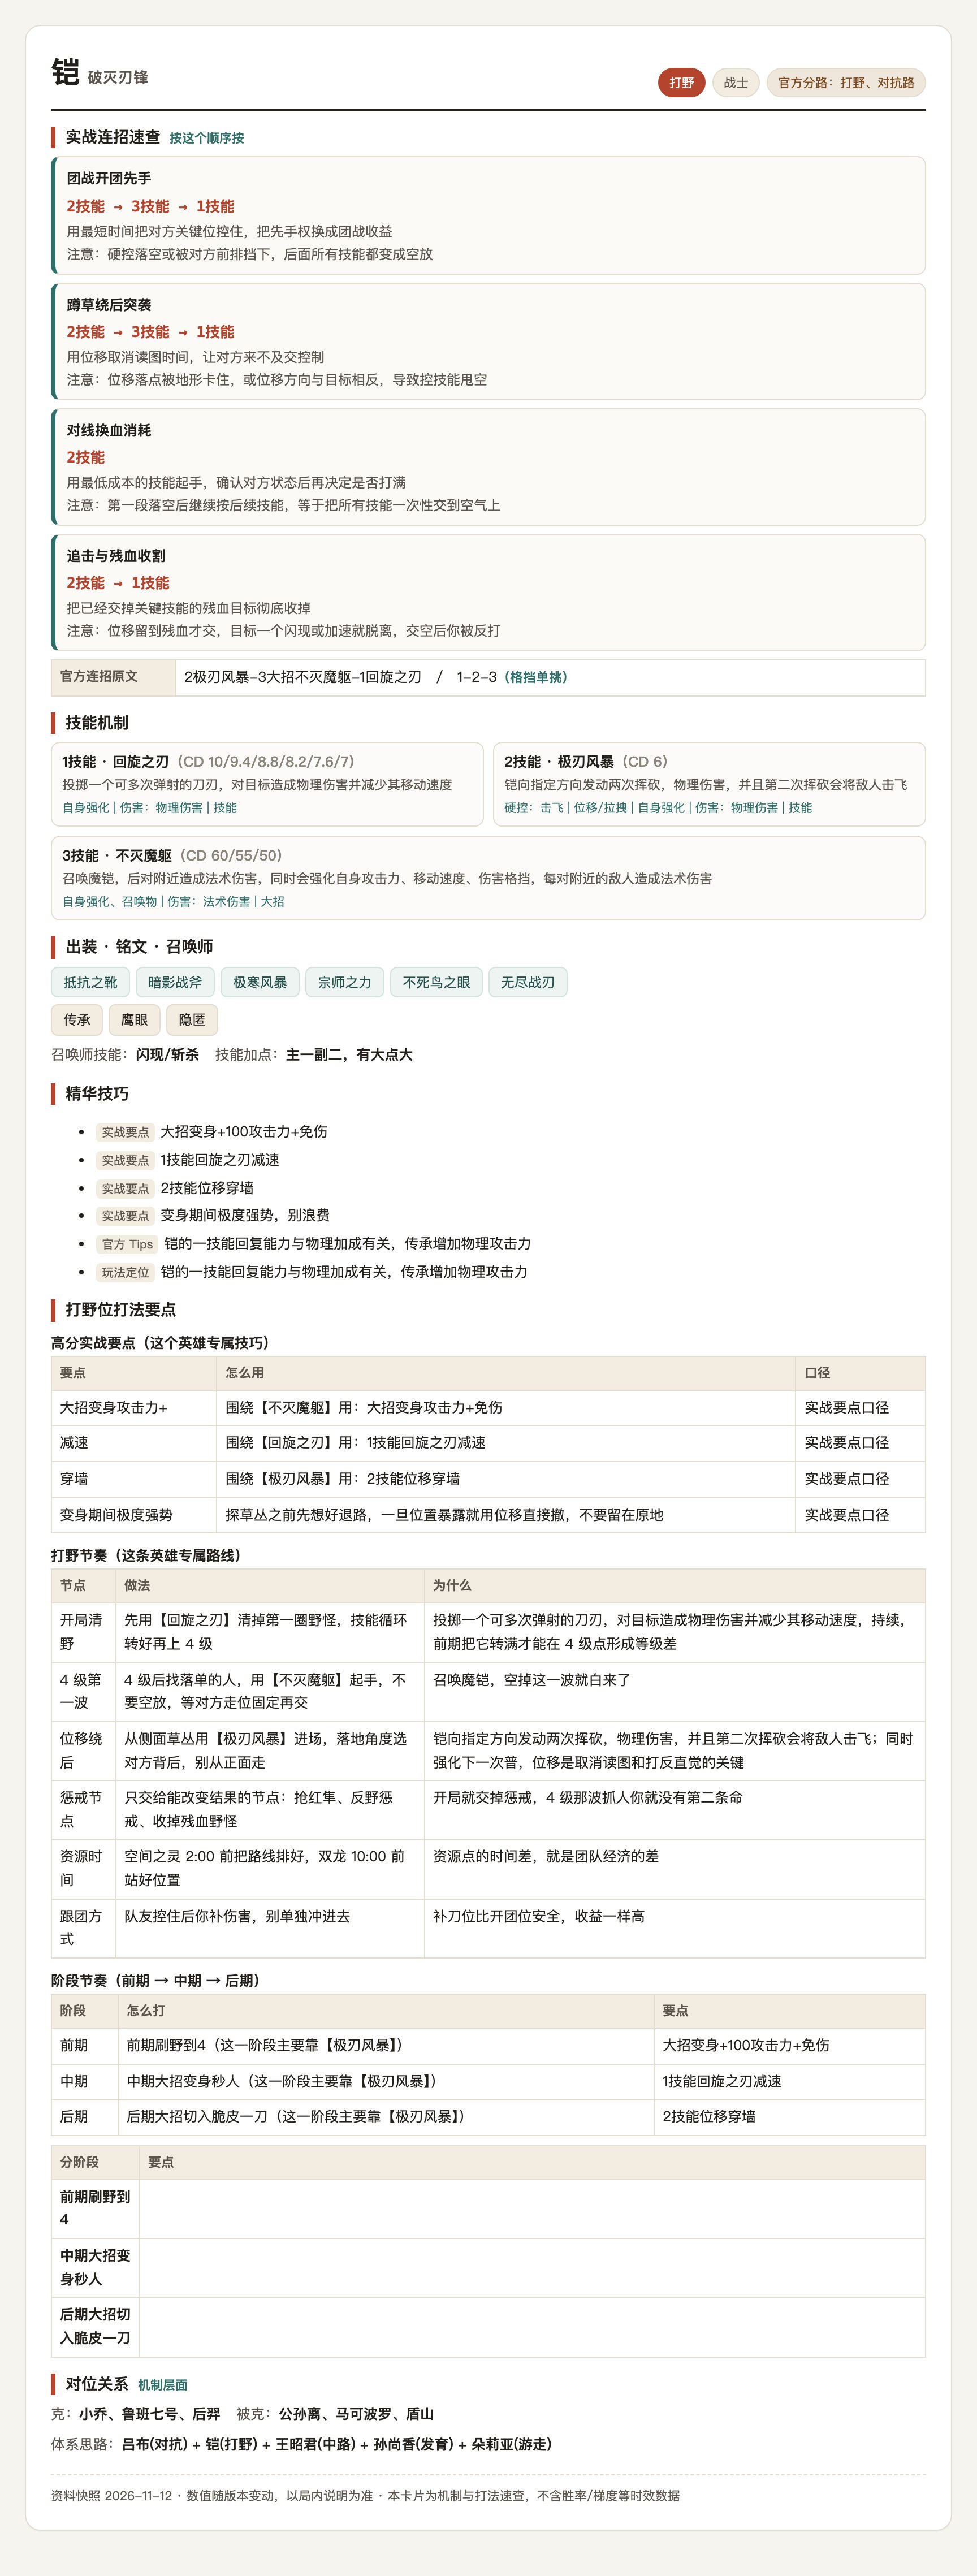 铠 破灭刃锋
打野 战士 官方分路：打野、对抗路
实战连招速查 按这个顺序按
团战开团先手
2技能 → 3技能 → 1技能
用最短时间把对方关键位控住，把先手权换成团战收益
注意：硬控落空或被对方前排挡下，后面所有技能都变成空放
蹲草绕后突袭
2技能 → 3技能 → 1技能
用位移取消读图时间，让对方来不及交控制
注意：位移落点被地形卡住，或位移方向与目标相反，导致控技能甩空
对线换血消耗
2技能
用最低成本的技能起手，确认对方状态后再决定是否打满
注意：第一段落空后继续按后续技能，等于把所有技能一次性交到空气上
追击与残血收割
2技能 → 1技能
把已经交掉关键技能的残血目标彻底收掉
注意：位移留到残血才交，目标一个闪现或加速就脱离，交空后你被反打
官方连招原文 2极刃风暴-3大招不灭魔躯-1回旋之刃 / 1-2-3（格挡单挑）
技能机制
1技能 · 回旋之刃（CD 10/9.4/8.8/8.2/7.6/7）
投掷一个可多次弹射的刀刃，对目标造成物理伤害并减少其移动速度
自身强化 | 伤害：物理伤害 | 技能
2技能 · 极刃风暴（CD 6）
铠向指定方向发动两次挥砍，物理伤害，并且第二次挥砍会将敌人击飞
硬控：击飞 | 位移/拉拽 | 自身强化 | 伤害：物理伤害 | 技能
3技能 · 不灭魔躯（CD 60/55/50）
召唤魔铠，后对附近造成法术伤害，同时会强化自身攻击力、移动速度、伤害格挡，每对附近的敌人造成法术伤害
自身强化、召唤物 | 伤害：法术伤害 | 大招
出装 · 铭文 · 召唤师
抵抗之靴 暗影战斧 极寒风暴 宗师之力 不死鸟之眼 无尽战刃
传承 鹰眼 隐匿
召唤师技能：闪现/斩杀 技能加点：主一副二，有大点大
精华技巧
• 实战要点 大招变身+100攻击力+免伤
• 实战要点 1技能回旋之刃减速
• 实战要点 2技能位移穿墙
• 实战要点 变身期间极度强势，别浪费
• 官方 Tips 铠的一技能回复能力与物理加成有关，传承增加物理攻击力
• 玩法定位 铠的一技能回复能力与物理加成有关，传承增加物理攻击力
打野位打法要点
高分实战要点（这个英雄专属技巧）
要点 怎么用 口径
大招变身攻击力+ 围绕【不灭魔躯】用：大招变身攻击力+免伤 实战要点口径
减速 围绕【回旋之刃】用：1技能回旋之刃减速 实战要点口径
穿墙 围绕【极刃风暴】用：2技能位移穿墙 实战要点口径
变身期间极度强势 探草丛之前先想好退路，一旦位置暴露就用位移直接撤，不要留在原地 实战要点口径
打野节奏（这条英雄专属路线）
节点 做法 为什么
开局清野 先用【回旋之刃】清掉第一圈野怪，技能循环转好再上 4 级 投掷一个可多次弹射的刀刃，对目标造成物理伤害并减少其移动速度，持续，前期把它转满才能在 4 级点形成等级差
4 级第一波 4 级后找落单的人，用【不灭魔躯】起手，不要空放，等对方走位固定再交 召唤魔铠，空掉这一波就白来了
位移绕后 从侧面草丛用【极刃风暴】进场，落地角度选对方背后，别从正面走 铠向指定方向发动两次挥砍，物理伤害，并且第二次挥砍会将敌人击飞；同时强化下一次普，位移是取消读图和打反直觉的关键
惩戒节点 只交给能改变结果的节点：抢红隼、反野惩戒、收掉残血野怪 开局就交掉惩戒，4 级那波抓人你就没有第二条命
资源时间 空间之灵 2:00 前把路线排好，双龙 10:00 前站好位置 资源点的时间差，就是团队经济的差
跟团方式 队友控住后你补伤害，别单独冲进去 补刀位比开团位安全，收益一样高
阶段节奏（前期 → 中期 → 后期）
阶段 怎么打 要点
前期 前期刷野到4（这一阶段主要靠【极刃风暴】） 大招变身+100攻击力+免伤
中期 中期大招变身秒人（这一阶段主要靠【极刃风暴】） 1技能回旋之刃减速
后期 后期大招切入脆皮一刀（这一阶段主要靠【极刃风暴】） 2技能位移穿墙
分阶段 要点
前期刷野到4
中期大招变身秒人
后期大招切入脆皮一刀
对位关系 机制层面
克：小乔、鲁班七号、后羿 被克：公孙离、马可波罗、盾山
体系思路：吕布(对抗) + 铠(打野) + 王昭君(中路) + 孙尚香(发育) + 朵莉亚(游走)
资料快照 2026-11-12 · 数值随版本变动，以局内说明为准 · 本卡片为机制与打法速查，不含胜率/梯度等时效数据